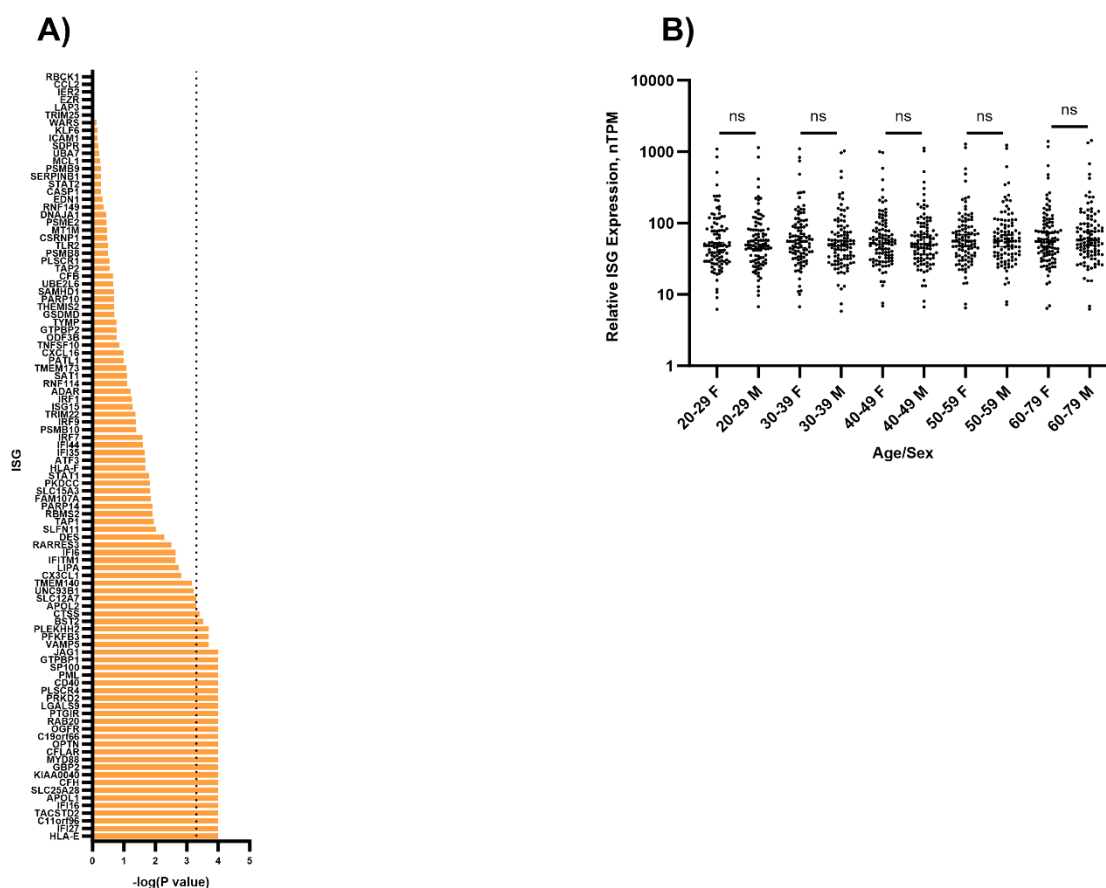 A)
RBCK1
CCL2
IER2
EZR
LAP3
TRIM25
WARS
KLF6
ICAM1
SDPR
UBA7
MCL1
PSMB9
SERPINB1
STAT2
CASP1
EDN1
RNF149
DNAJA1
PSME2
MT1M
CSRNP1
TLR2
PSMB8
PLSCK1
TAP2
CFB
UBE2L6
SAMHD1
PARP10
THEMIS2
GSDMD
TYMP
GTPBP2
ODF3B
TNFSF10
CXCL16
PATL1
TMEM173
SAT1
RNF114
ADAR
IRF1
ISG15
TRIM22
IRF9
PSMB10
IRF7
IFI44
IFI35
ATF3
HLA-F
STAT1
PKDCC
SLC15A3
FAM107A
PARP14
RBMS2
TAP1
SLFN11
DES
RARRES3
IFI6
IFITM1
LIPA
CX3CL1
TMEM140
UNC93B1
SLC12A7
APOL2
CTSS
BST2
PLEKHH2
PFKFB3
VAMP5
JAG1
GTPBP1
SP100
PML
CD40
PLSCR4
PRKD2
LGALS9
PTGIR
RAB20
OGFR
C19orf66
OPTN
CFLAR
MYD88
GBP2
KIAA0040
CFH
SLC25A28
APOL1
IFI16
TACSTD2
C11orf96
IFI27
HLA-E
ISG
0 1 2 3 4 5
-log(P value)
B)
10000
1000
100
10
1
Relative ISG Expression, nTPM
ns ns ns ns ns
20-29 F
20-29 M
30-39 F
30-39 M
40-49 F
40-49 M
50-59 F
50-59 M
60-79 F
60-79 M
Age/Sex